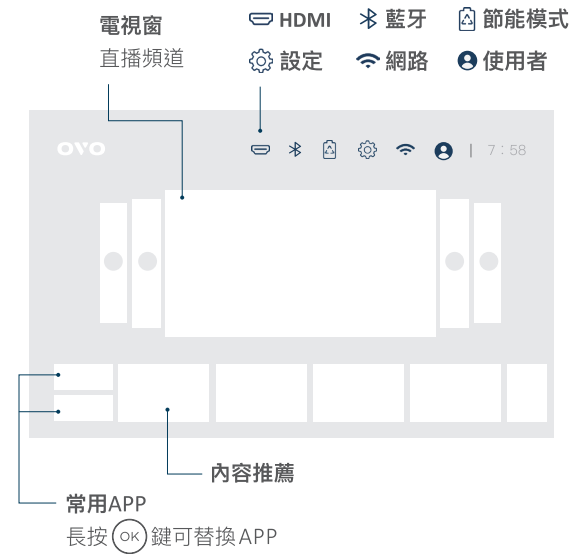 電視窗
直播頻道
HDMI 藍牙 節能模式
設定 網路 使用者
OVO
| 7:58
內容推薦
常用APP
長按 OK 鍵可替換APP